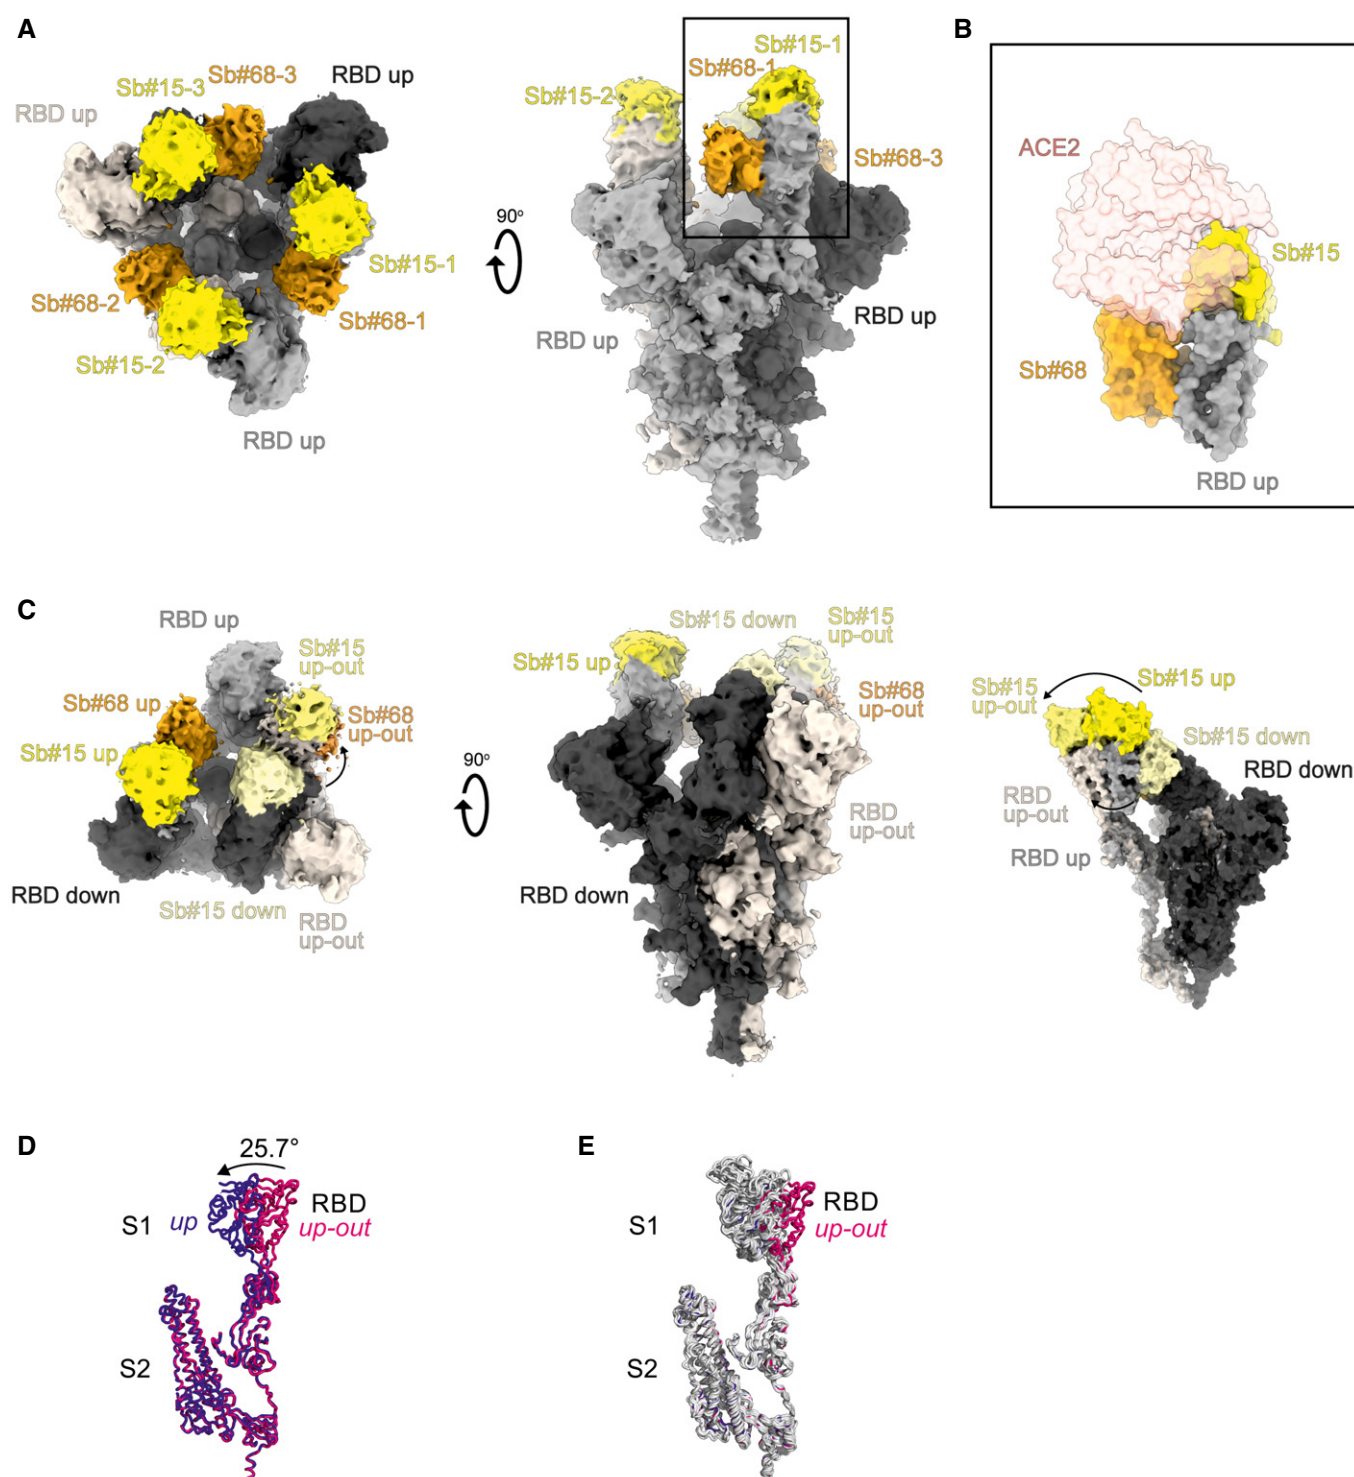 A
Sb#15-3
Sb#68-3
RBD up
RBD up
Sb#15-1
Sb#68-2
Sb#68-1
Sb#15-2
RBD up
90°
Sb#15-1
Sb#68-1
Sb#15-2
Sb#68-3
RBD up
RBD up
B
ACE2
Sb#15
Sb#68
RBD up
C
RBD up
Sb#15
up-out
Sb#68 up
Sb#68
up-out
Sb#15 up
RBD down
Sb#15 down
RBD
up-out
90°
Sb#15 down
Sb#15
up-out
Sb#15 up
Sb#68
up-out
RBD
up-out
RBD down
Sb#15
up-out
Sb#15 up
Sb#15 down
RBD down
RBD
up-out
RBD up
D
25.7°
S1
up
RBD
up-out
S2
E
S1
RBD
up-out
S2